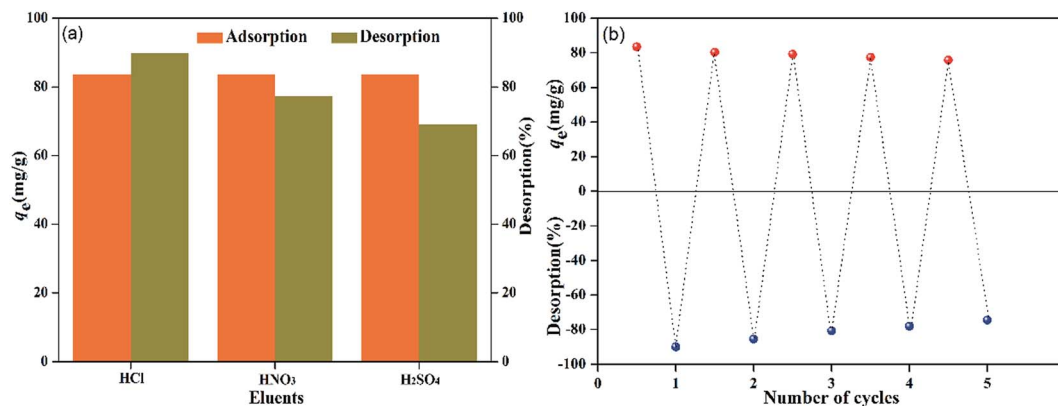 (a)
Adsorption
Desorption
100
80
60
40
20
0
qe(mg/g)
100
80
60
40
20
0
Desorption(%)
HCl
HNO3
H2SO4
Eluents
(b)
100
80
60
40
20
0
-20
-40
-60
-80
-100
qe(mg/g)
Desorption(%)
0
1
2
3
4
5
Number of cycles